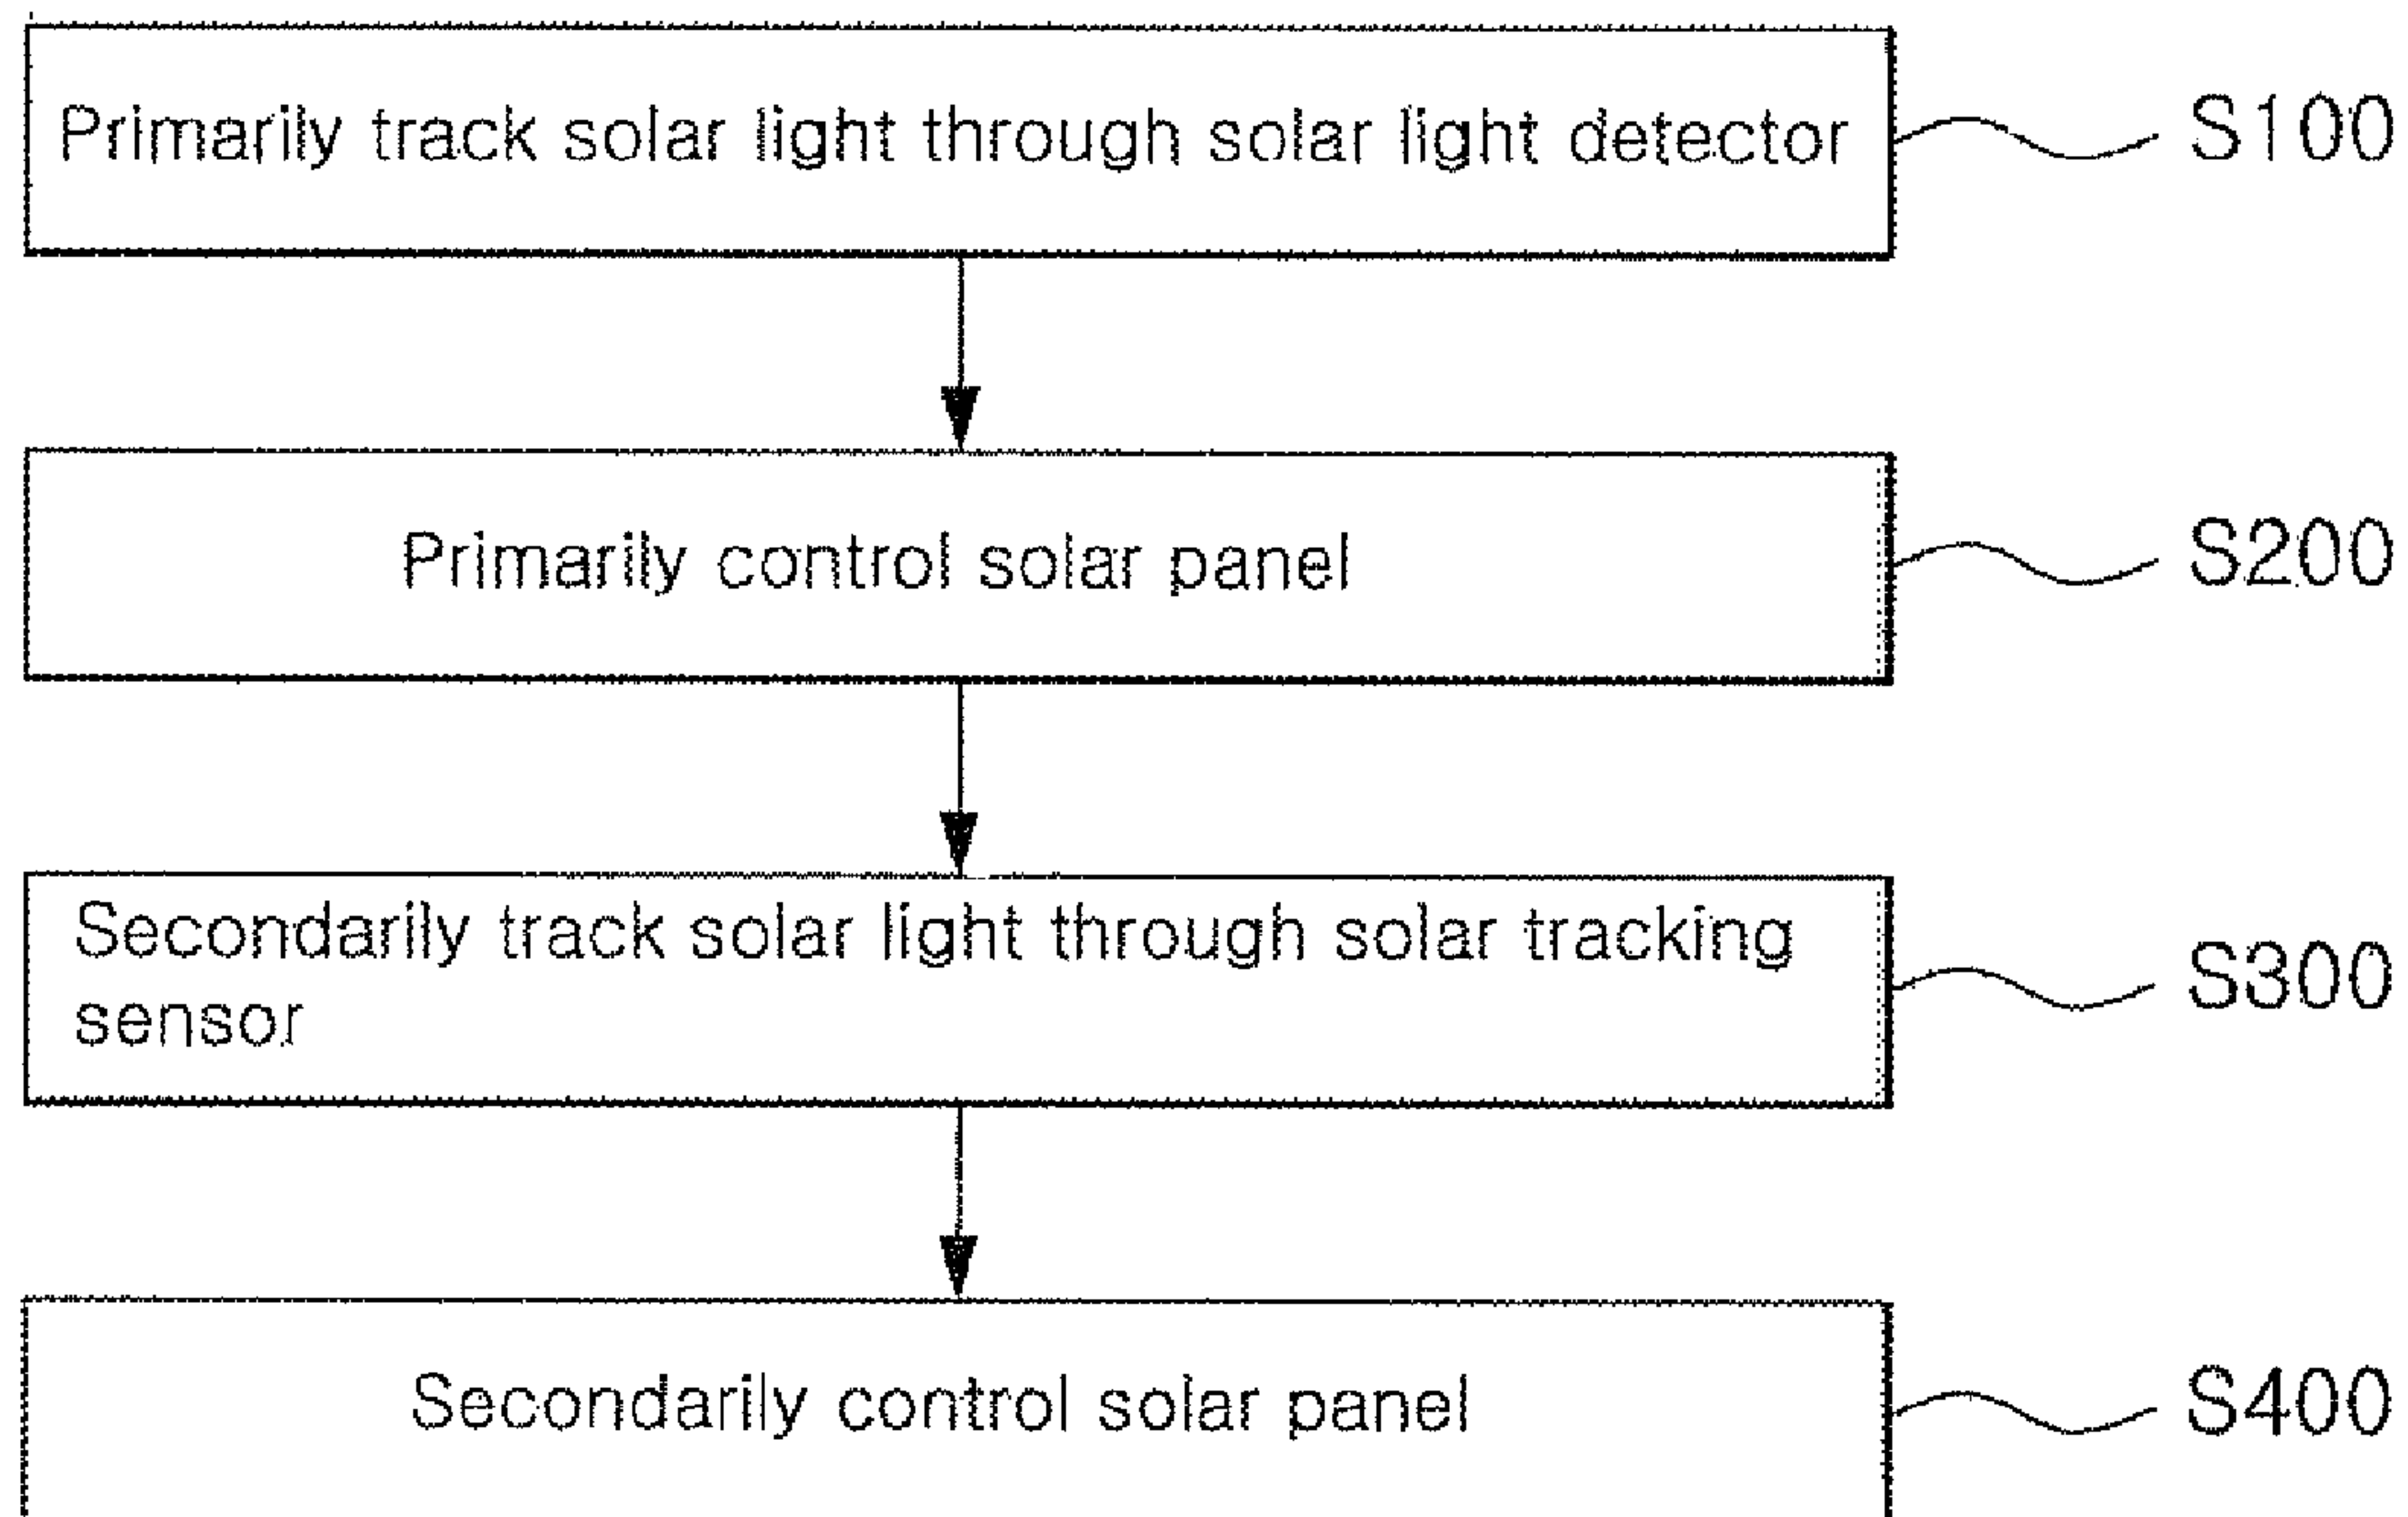 Primarily track solar light through solar light detector
S100
Primarily control solar panel
S200
Secondarily track solar light through solar tracking
sensor
S300
Secondarily control solar panel
S400